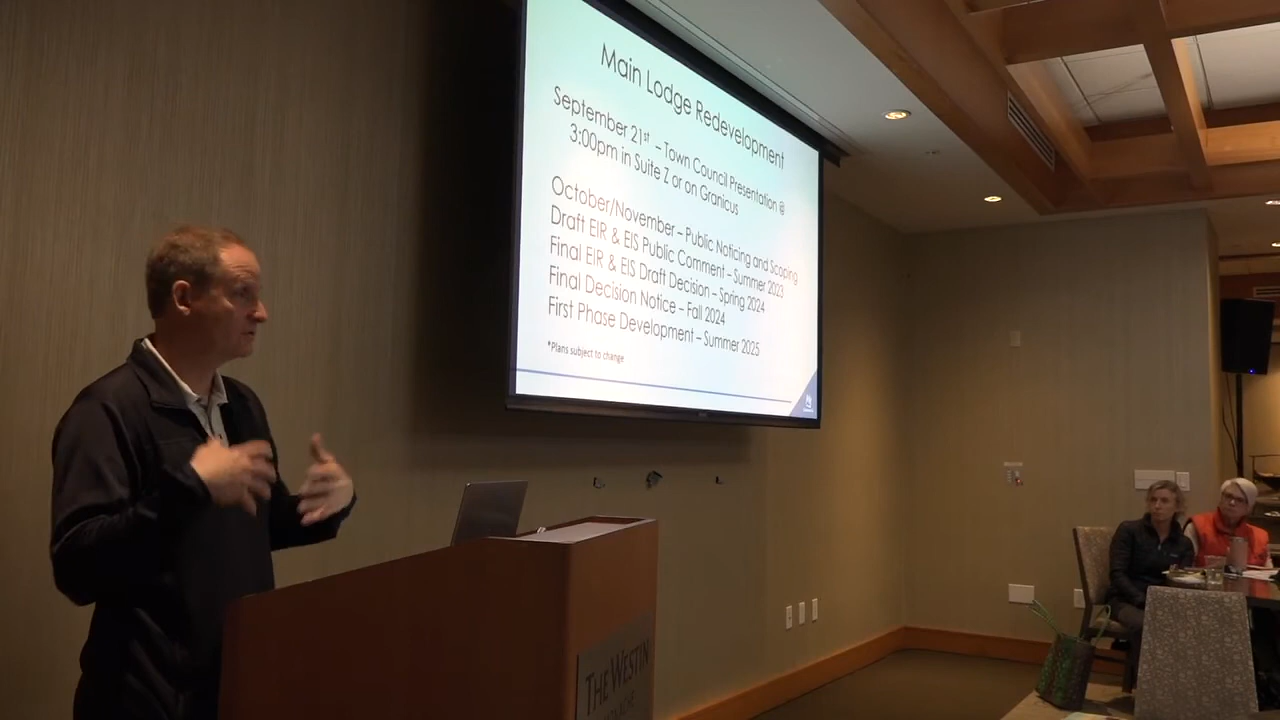 Main Lodge Redevelopment
September 21st – Town Council Presentation @
3:00pm in Suite Z or on Granicus
October/November – Public Noticing and Scoping
Draft EIR & EIS Public Comment – Summer 2023
Final EIR & EIS Draft Decision – Spring 2024
Final Decision Notice – Fall 2024
First Phase Development – Summer 2025
*Plans subject to change
THE WESTIN